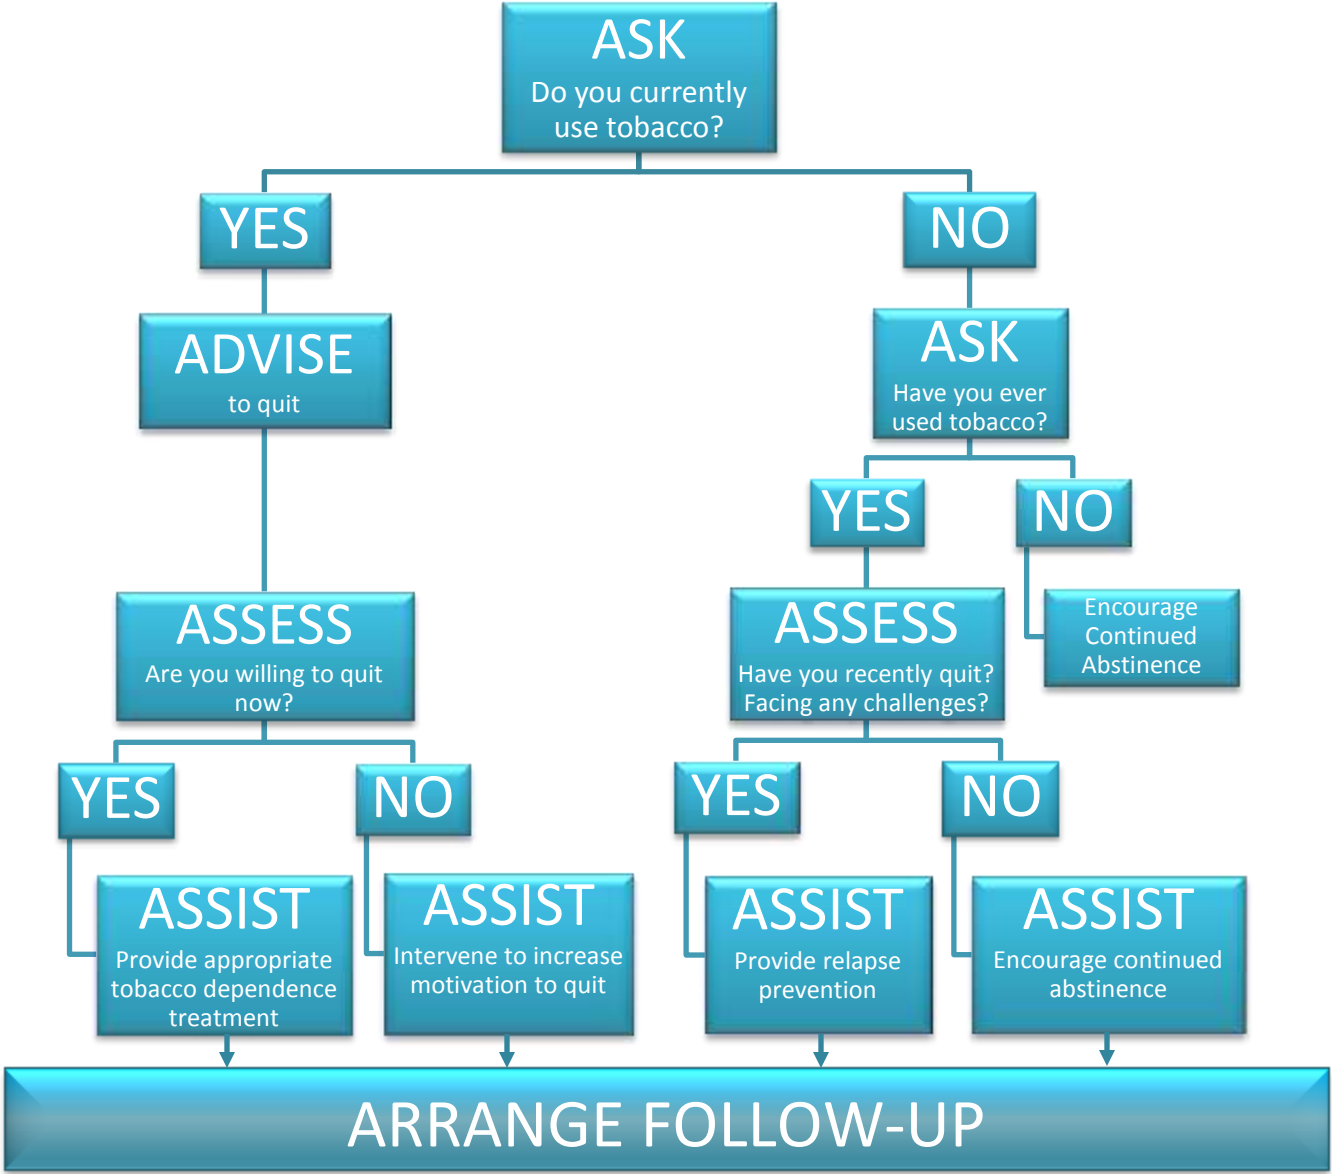 ASK
Do you currently
use tobacco?
YES
NO
ADVISE
to quit
ASK
Have you ever
used tobacco?
YES
NO
ASSESS
Are you willing to quit
now?
ASSESS
Have you recently quit?
Facing any challenges?
Encourage
Continued
Abstinence
YES
NO
YES
NO
ASSIST
Provide appropriate
tobacco dependence
treatment
ASSIST
Intervene to increase
motivation to quit
ASSIST
Provide relapse
prevention
ASSIST
Encourage continued
abstinence
ARRANGE FOLLOW-UP